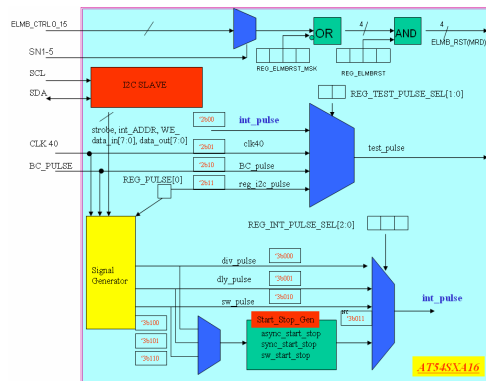 ELMB_CTRL0_15
OR
4
AND
4
ELMB_RST(MRD)
SN1-5
REG_ELMBRST_MSK
REG_ELMBRST
SCL
SDA
I2C SLAVE
REG_TEST_PULSE_SEL[1:0]
strobe, int_ADDR, WE_
data_in[7:0], data_out[7:0]
"2b00
int_pulse
CLK 40
"2b01
clk40
test_pulse
BC_PULSE
"2b10
BC_pulse
REG_PULSE[0]
"2b11
reg_i2c_pulse
REG_INT_PULSE_SEL[2:0]
Signal
Generator
div_pulse
"3b000
dly_pulse
"3b001
sw_pulse
"3b010
int_pulse
"3b011
"3b100
"3b101
"3b110
Start_Stop_Gen
async_start_stop
sync_start_stop
sw_start_stop
AT54SXA16